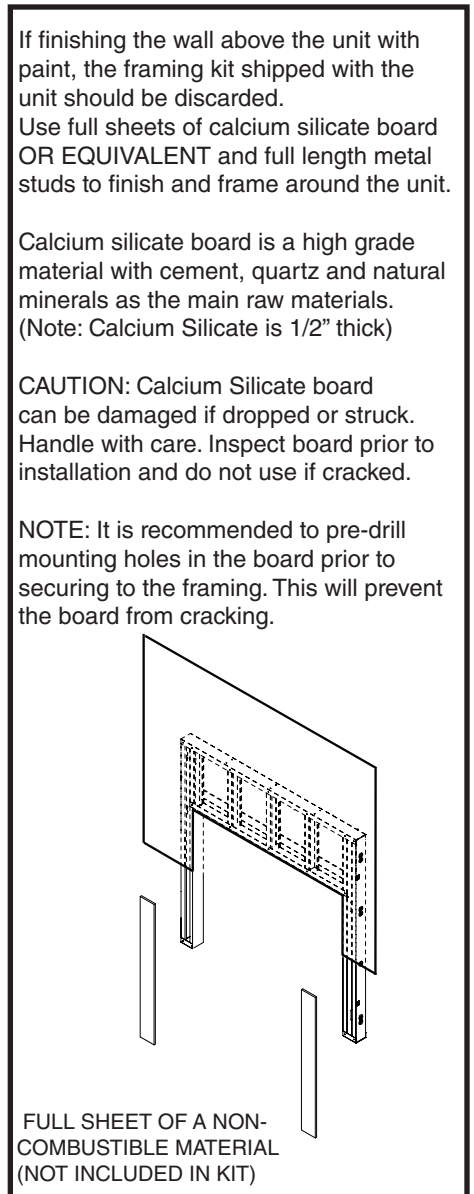 If finishing the wall above the unit with
paint, the framing kit shipped with the
unit should be discarded.
Use full sheets of calcium silicate board
OR EQUIVALENT and full length metal
studs to finish and frame around the unit.
Calcium silicate board is a high grade
material with cement, quartz and natural
minerals as the main raw materials.
(Note: Calcium Silicate is 1/2” thick)
CAUTION: Calcium Silicate board
can be damaged if dropped or struck.
Handle with care. Inspect board prior to
installation and do not use if cracked.
NOTE: It is recommended to pre-drill
mounting holes in the board prior to
securing to the framing. This will prevent
the board from cracking.
FULL SHEET OF A NON-
COMBUSTIBLE MATERIAL
(NOT INCLUDED IN KIT)